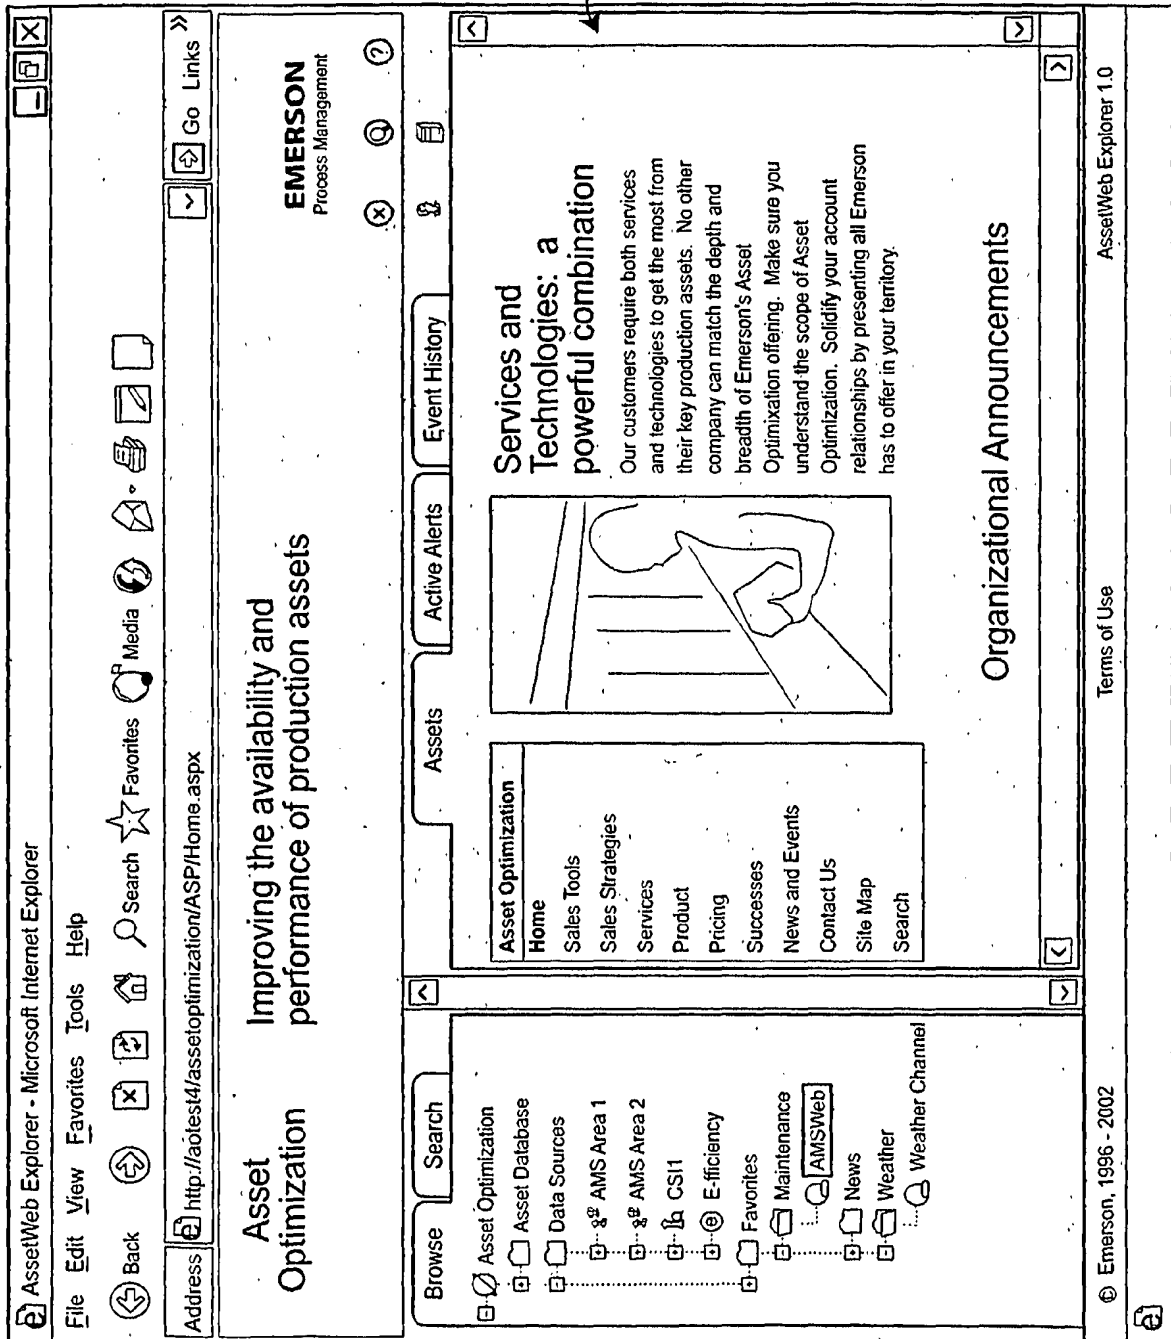 AssetWeb Explorer - Microsoft Internet Explorer
File Edit View Favorites Tools Help
Back Search Favorites Media
Address http://aotest4/assetoptimization/ASP/Home.aspx Go Links »
Asset
Optimization
Improving the availability and
performance of production assets
EMERSON
Process Management
Browse Search
Asset Optimization
Asset Database
Data Sources
AMS Area 1
AMS Area 2
CSI1
E-fficiency
Favorites
Maintenance
AMSWeb
News
Weather
Weather Channel
Assets Active Alerts Event History
Asset Optimization
Home
Sales Tools
Sales Strategies
Services
Product
Pricing
Successes
News and Events
Contact Us
Site Map
Search
Services and
Technologies: a
powerful combination
Our customers require both services
and technologies to get the most from
their key production assets. No other
company can match the depth and
breadth of Emerson's Asset
Optimixation offering. Make sure you
understand the scope of Asset
Optimization. Solidify your account
relationships by presenting all Emerson
has to offer in your territory.
Organizational Announcements
© Emerson, 1996 - 2002 Terms of Use AssetWeb Explorer 1.0